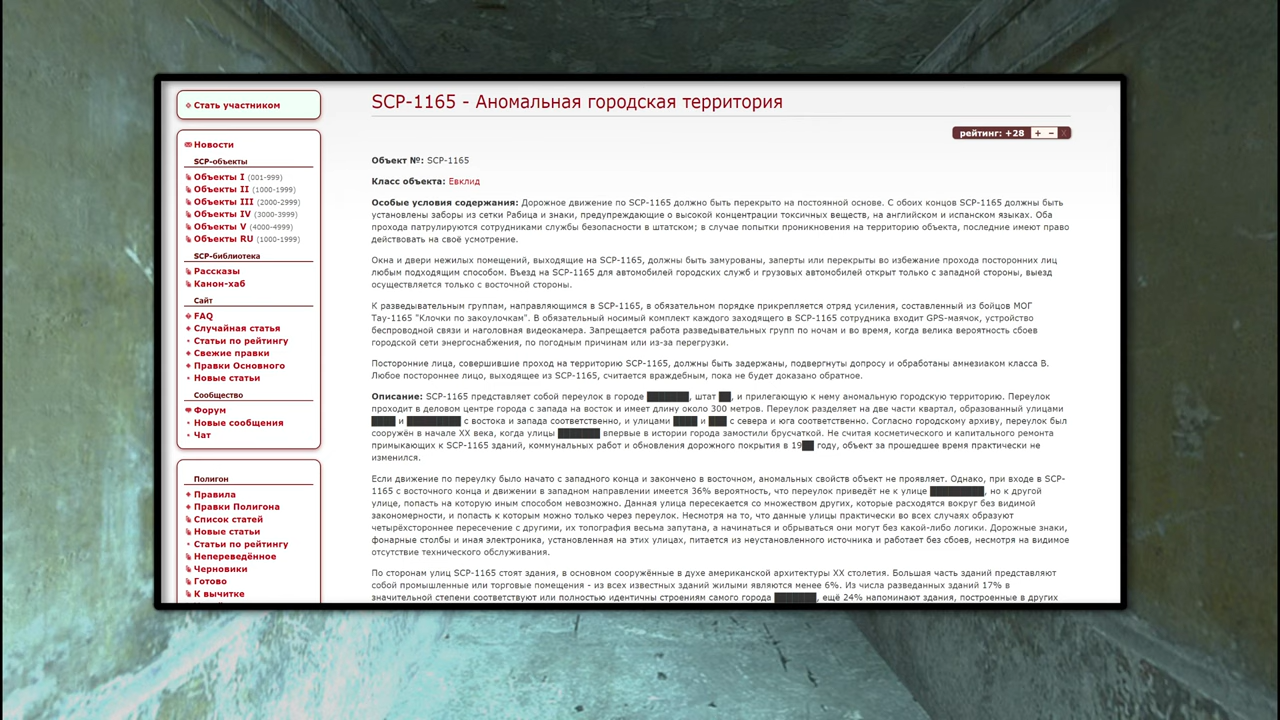 Стать участником
Новости
SCP-объекты
Объекты I (001-999)
Объекты II (1000-1999)
Объекты III (2000-2999)
Объекты IV (3000-3999)
Объекты V (4000-4999)
Объекты RU (1000-1999)
SCP-библиотека
Рассказы
Канон-хаб
Сайт
FAQ
Случайная статья
Статьи по рейтингу
Свежие правки
Правки Основного
Новые статьи
Сообщество
Форум
Новые сообщения
Чат
Полигон
Правила
Правки Полигона
Список статей
Новые статьи
Статьи по рейтингу
Непереведённое
Черновики
Готово
К вычитке
SCP-1165 - Аномальная городская территория
рейтинг: +28 + − X
Объект №: SCP-1165
Класс объекта: Евклид
Особые условия содержания: Дорожное движение по SCP-1165 должно быть перекрыто на постоянной основе. С обоих концов SCP-1165 должны быть
установлены заборы из сетки Рабица и знаки, предупреждающие о высокой концентрации токсичных веществ, на английском и испанском языках. Оба
прохода патрулируются сотрудниками службы безопасности в штатском; в случае попытки проникновения на территорию объекта, последние имеют право
действовать на своё усмотрение.
Окна и двери нежилых помещений, выходящие на SCP-1165, должны быть замурованы, заперты или перекрыты во избежание прохода посторонних лиц
любым подходящим способом. Въезд на SCP-1165 для автомобилей городских служб и грузовых автомобилей открыт только с западной стороны, выезд
осуществляется только с восточной стороны.
К разведывательным группам, направляющимся в SCP-1165, в обязательном порядке прикрепляется отряд усиления, составленный из бойцов МОГ
Тау-1165 "Клочки по закоулочкам". В обязательный носимый комплект каждого заходящего в SCP-1165 сотрудника входит GPS-маячок, устройство
беспроводной связи и наголовная видеокамера. Запрещается работа разведывательных групп по ночам и во время, когда велика вероятность сбоев
городской сети энергоснабжения, по погодным причинам или из-за перегрузки.
Посторонние лица, совершившие проход на территорию SCP-1165, должны быть задержаны, подвергнуты допросу и обработаны амнезиаком класса B.
Любое постороннее лицо, выходящее из SCP-1165, считается враждебным, пока не будет доказано обратное.
Описание: SCP-1165 представляет собой переулок в городе ███████, штат ██, и прилегающую к нему аномальную городскую территорию. Переулок
проходит в деловом центре города с запада на восток и имеет длину около 300 метров. Переулок разделяет на две части квартал, образованный улицами
████ и █████████ с востока и запада соответственно, и улицами ████ и ███ с севера и юга соответственно. Согласно городскому архиву, переулок был
сооружён в начале XX века, когда улицы ███████ впервые в истории города замостили брусчаткой. Не считая косметического и капитального ремонта
примыкающих к SCP-1165 зданий, коммунальных работ и обновления дорожного покрытия в 19██ году, объект за прошедшее время практически не
изменился.
Если движение по переулку было начато с западного конца и закончено в восточном, аномальных свойств объект не проявляет. Однако, при входе в SCP-
1165 с восточного конца и движении в западном направлении имеется 36% вероятность, что переулок приведёт не к улице █████████, но к другой
улице, попасть на которую иным способом невозможно. Данная улица пересекается со множеством других, которые расходятся вокруг без видимой
закономерности, и попасть к которым можно только через переулок. Несмотря на то, что данные улицы практически во всех случаях образуют
четырёхстороннее пересечение с другими, их топография весьма запутана, а начинаться и обрываться они могут без какой-либо логики. Дорожные знаки,
фонарные столбы и иная электроника, установленная на этих улицах, питается из неустановленного источника и работает без сбоев, несмотря на видимое
отсутствие технического обслуживания.
По сторонам улиц SCP-1165 стоят здания, в основном сооружённые в духе американской архитектуры XX столетия. Большая часть зданий представляют
собой промышленные или торговые помещения - из всех известных зданий жилыми являются менее 6%. Из числа разведанных зданий 17% в
значительной степени соответствуют или полностью идентичны строениям самого города ███████, ещё 24% напоминают здания, построенные в других